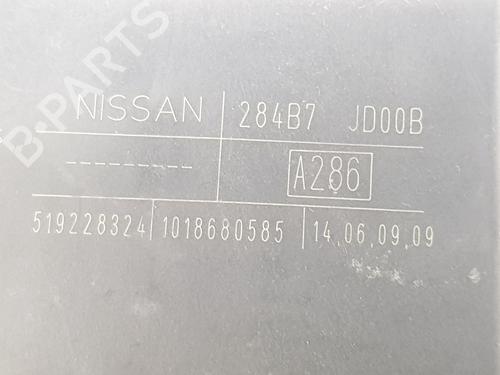 B-PARTS
NISSAN 284B7 JD00B
--------- A286
519228324 1018680585 14.06.09.09